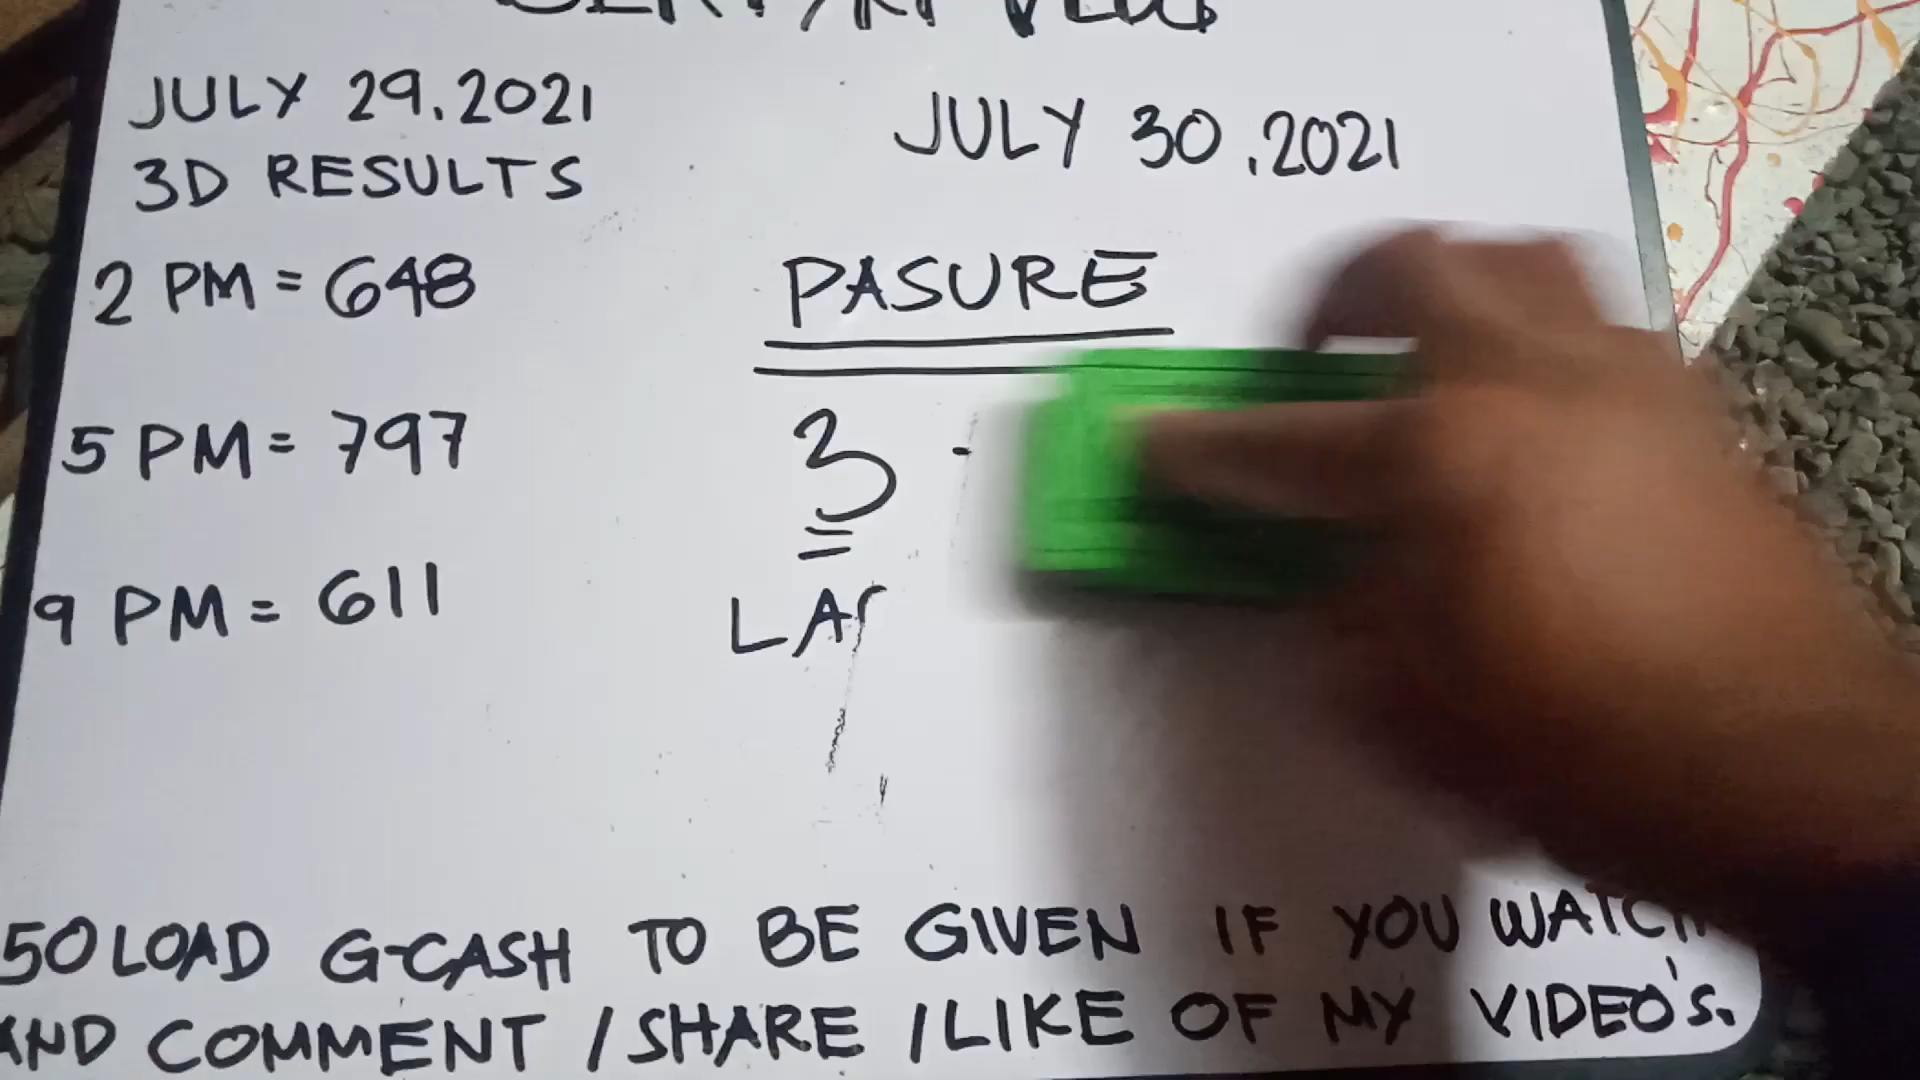 JULY 29.2021
3D RESULTS
2 PM = 648
5 PM = 797
9 PM = 611
JULY 30.2021
PASURE
3 -
50 LOAD G-CASH TO BE GIVEN IF YOU WATCH
AND COMMENT / SHARE / LIKE OF MY VIDEO'S.